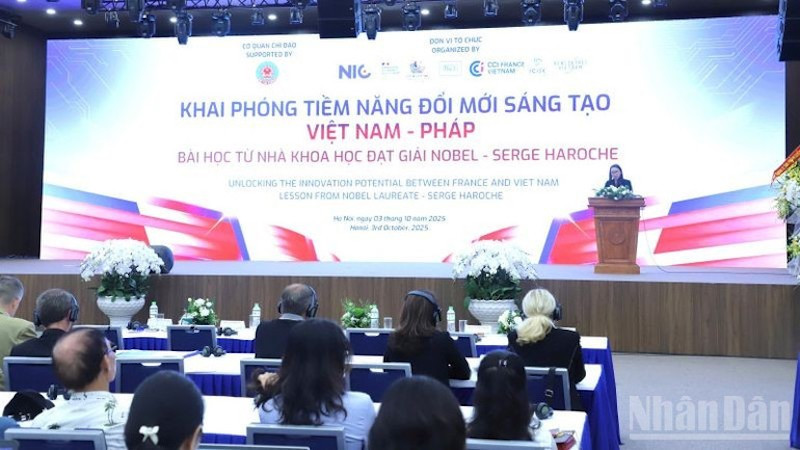 CƠ QUAN CHỈ ĐẠO
SUPPORTED BY
ĐƠN VỊ TỔ CHỨC
ORGANIZED BY
NIC
CCI FRANCE
VIETNAM
KHAI PHÓNG TIỀM NĂNG ĐỔI MỚI SÁNG TẠO
VIỆT NAM - PHÁP
BÀI HỌC TỪ NHÀ KHOA HỌC ĐẠT GIẢI NOBEL - SERGE HAROCHE
UNLOCKING THE INNOVATION POTENTIAL BETWEEN FRANCE AND VIET NAM
LESSON FROM NOBEL LAUREATE - SERGE HAROCHE
Hà Nội, ngày 03 tháng 10 năm 2025
Hanoi, 3rd October, 2025
NhânDân